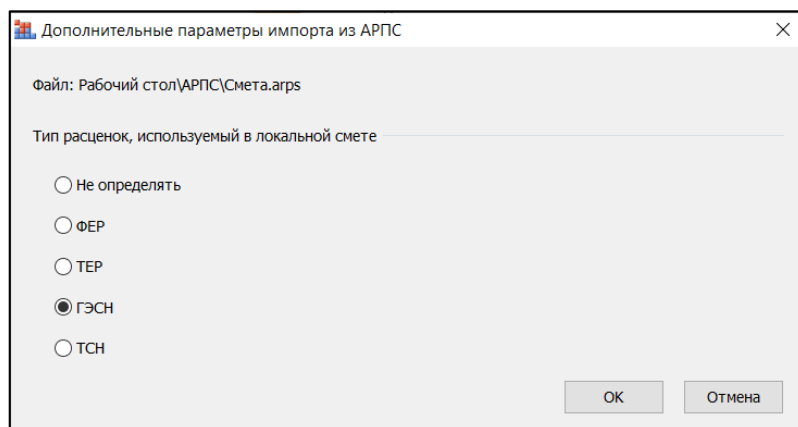 Дополнительные параметры импорта из АРПС
Файл: Рабочий стол\АРПС\Смета.arps
Тип расценок, используемый в локальной смете
Не определять
ФЕР
ТЕР
ГЭСН
ТСН
ОК Отмена